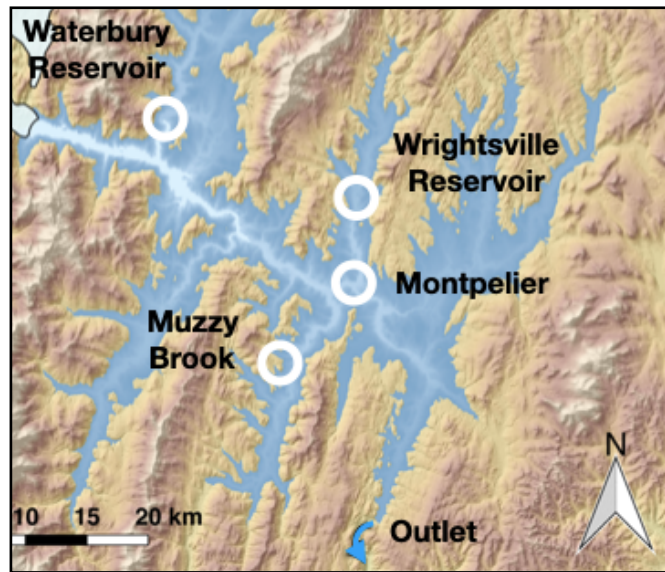 Waterbury
Reservoir
Wrightsville
Reservoir
Montpelier
Muzzy
Brook
N
10 15 20 km
Outlet